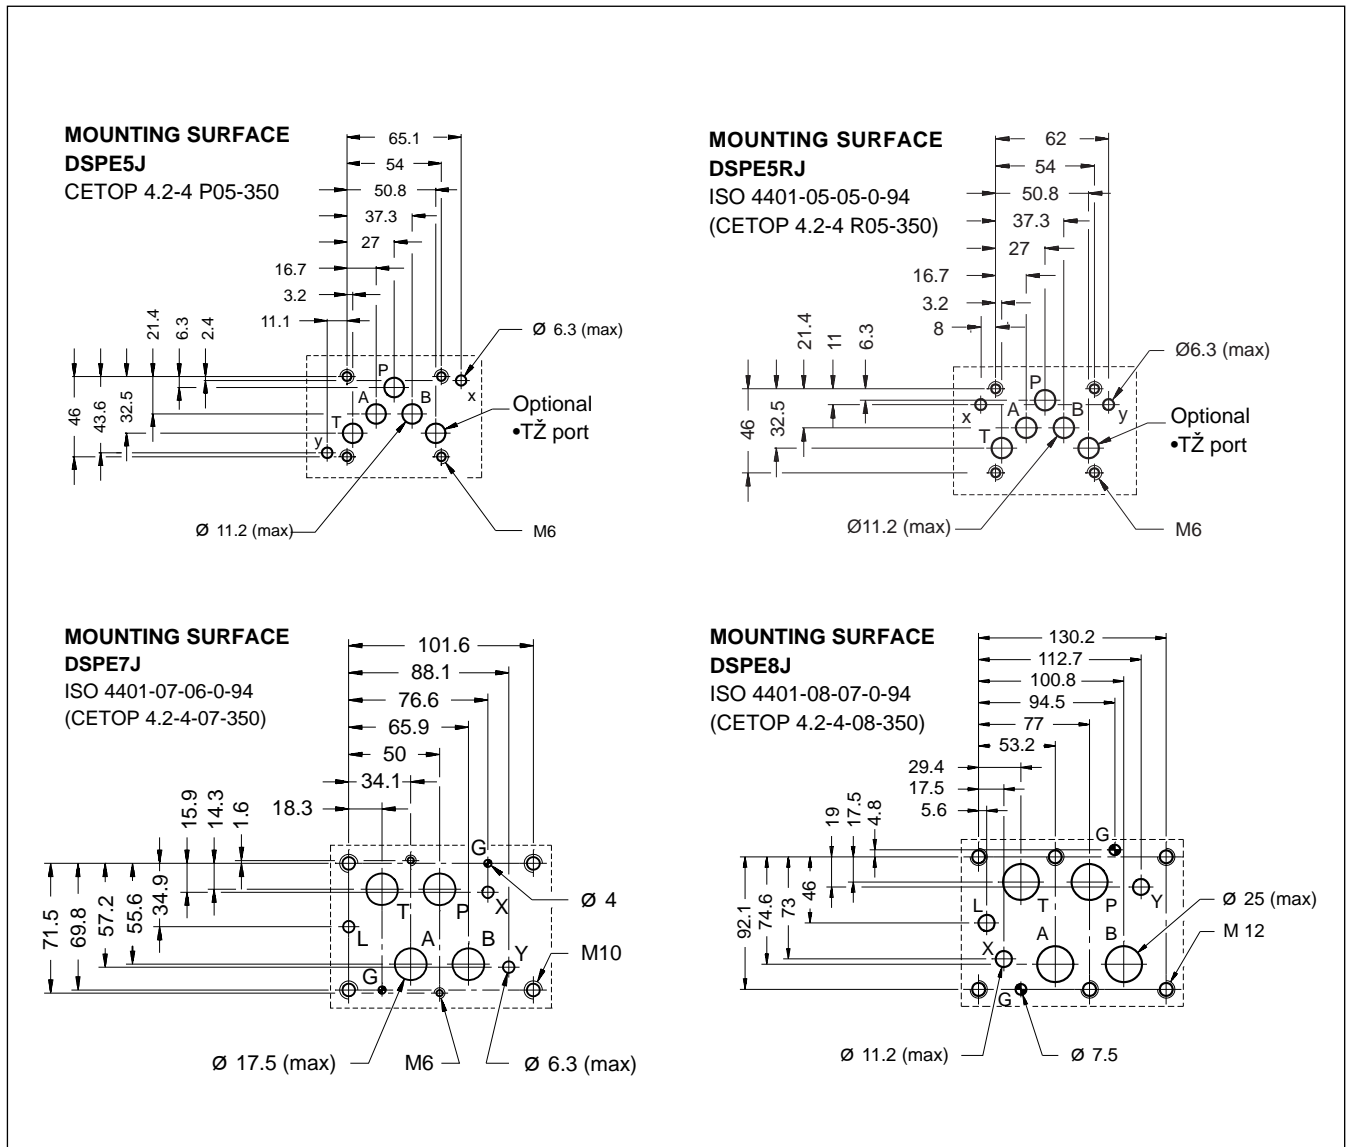 MOUNTING SURFACE
DSPE5J
CETOP 4.2-4 P05-350
65.1
54
50.8
37.3
27
16.7
3.2
11.1
21.4
6.3
2.4
46
43.6
32.5
Ø 6.3 (max)
P
A
B
T
x
y
Optional
•TŽ port
Ø 11.2 (max)
M6
MOUNTING SURFACE
DSPE5RJ
ISO 4401-05-05-0-94
(CETOP 4.2-4 R05-350)
62
54
50.8
37.3
27
16.7
3.2
8
21.4
11
6.3
46
32.5
Ø6.3 (max)
P
A
B
T
x
y
Optional
•TŽ port
Ø11.2 (max)
M6
MOUNTING SURFACE
DSPE7J
ISO 4401-07-06-0-94
(CETOP 4.2-4-07-350)
101.6
88.1
76.6
65.9
50
34.1
18.3
15.9
14.3
1.6
71.5
69.8
57.2
55.6
34.9
G
T
P
X
L
A
B
Y
G
Ø 4
M10
Ø 17.5 (max)
M6
Ø 6.3 (max)
MOUNTING SURFACE
DSPE8J
ISO 4401-08-07-0-94
(CETOP 4.2-4-08-350)
130.2
112.7
100.8
94.5
77
53.2
29.4
17.5
5.6
19
17.5
4.8
92.1
74.6
73
46
G
T
P
Y
L
X
A
B
G
Ø 25 (max)
M 12
Ø 11.2 (max)
Ø 7.5